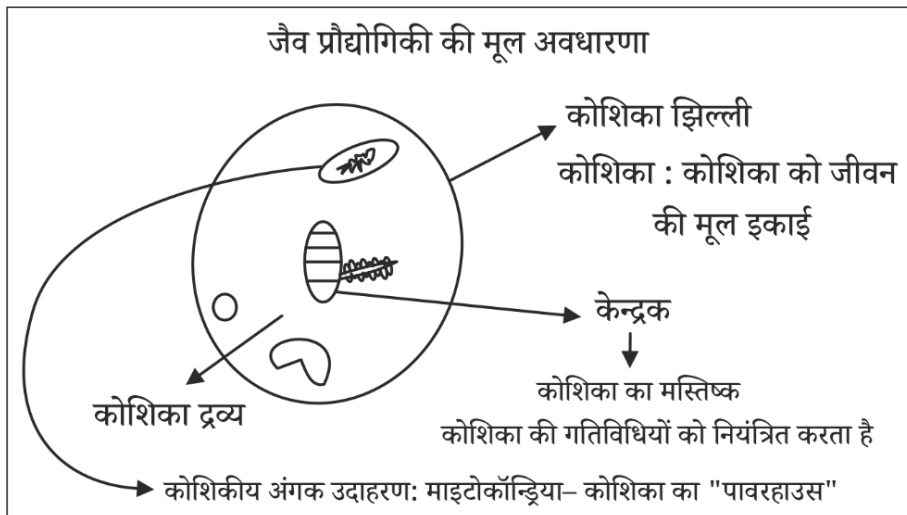 जैव प्रौद्योगिकी की मूल अवधारणा
कोशिका झिल्ली
कोशिका : कोशिका को जीवन
की मूल इकाई
केन्द्रक
कोशिका का मस्तिष्क
कोशिका की गतिविधियों को नियंत्रित करता है
कोशिका द्रव्य
कोशिकीय अंगक उदाहरण: माइटोकॉन्ड्रिया– कोशिका का "पावरहाउस"